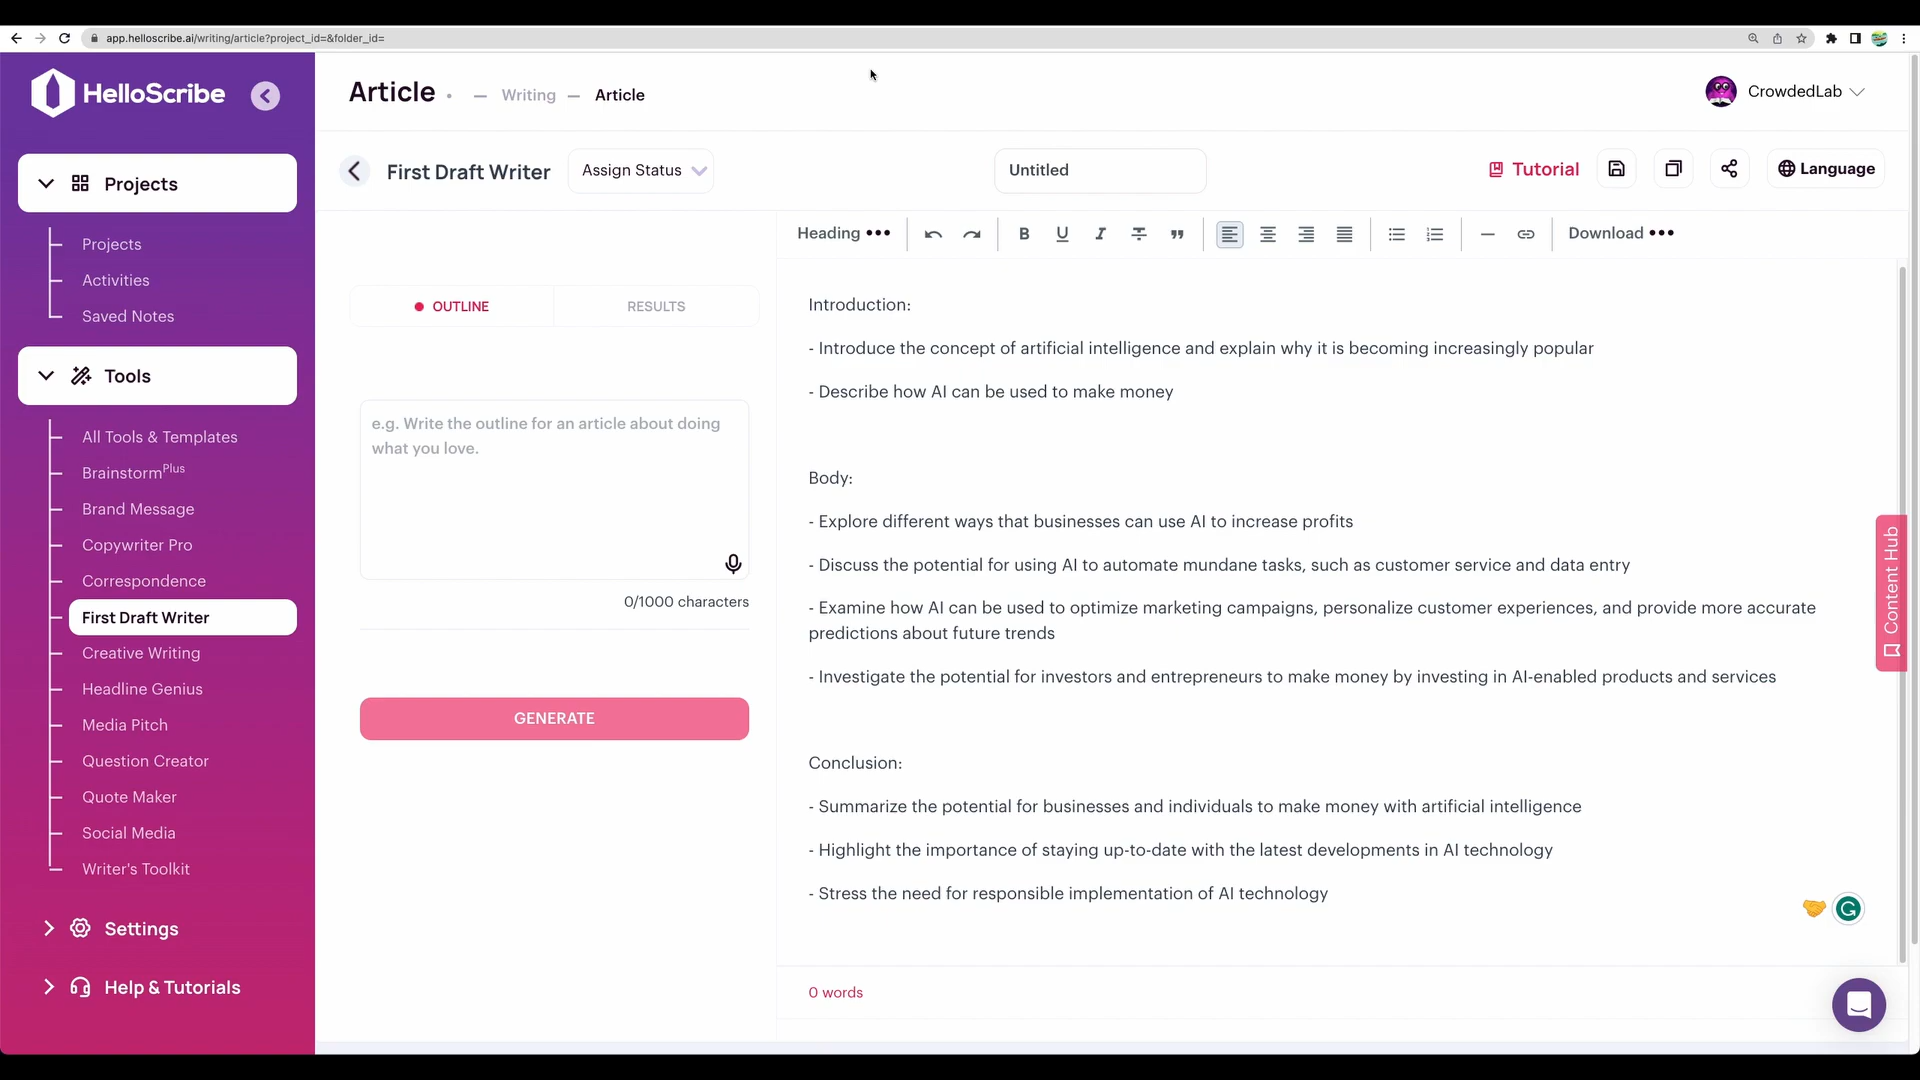 app.helloscribe.ai/writing/article?project_id=&folder_id=
HelloScribe
Article
Writing — Article
CrowdedLab
First Draft Writer
Assign Status
Untitled
Tutorial
Language
Projects
Projects
Activities
Saved Notes
Tools
All Tools & Templates
BrainstormPlus
Brand Message
Copywriter Pro
Correspondence
First Draft Writer
Creative Writing
Headline Genius
Media Pitch
Question Creator
Quote Maker
Social Media
Writer's Toolkit
Settings
Help & Tutorials
OUTLINE
RESULTS
e.g. Write the outline for an article about doing
what you love.
0/1000 characters
GENERATE
Heading
B U I
Download
Introduction:
- Introduce the concept of artificial intelligence and explain why it is becoming increasingly popular
- Describe how AI can be used to make money
Body:
- Explore different ways that businesses can use AI to increase profits
- Discuss the potential for using AI to automate mundane tasks, such as customer service and data entry
- Examine how AI can be used to optimize marketing campaigns, personalize customer experiences, and provide more accurate
predictions about future trends
- Investigate the potential for investors and entrepreneurs to make money by investing in AI-enabled products and services
Conclusion:
- Summarize the potential for businesses and individuals to make money with artificial intelligence
- Highlight the importance of staying up-to-date with the latest developments in AI technology
- Stress the need for responsible implementation of AI technology
0 words
Content Hub